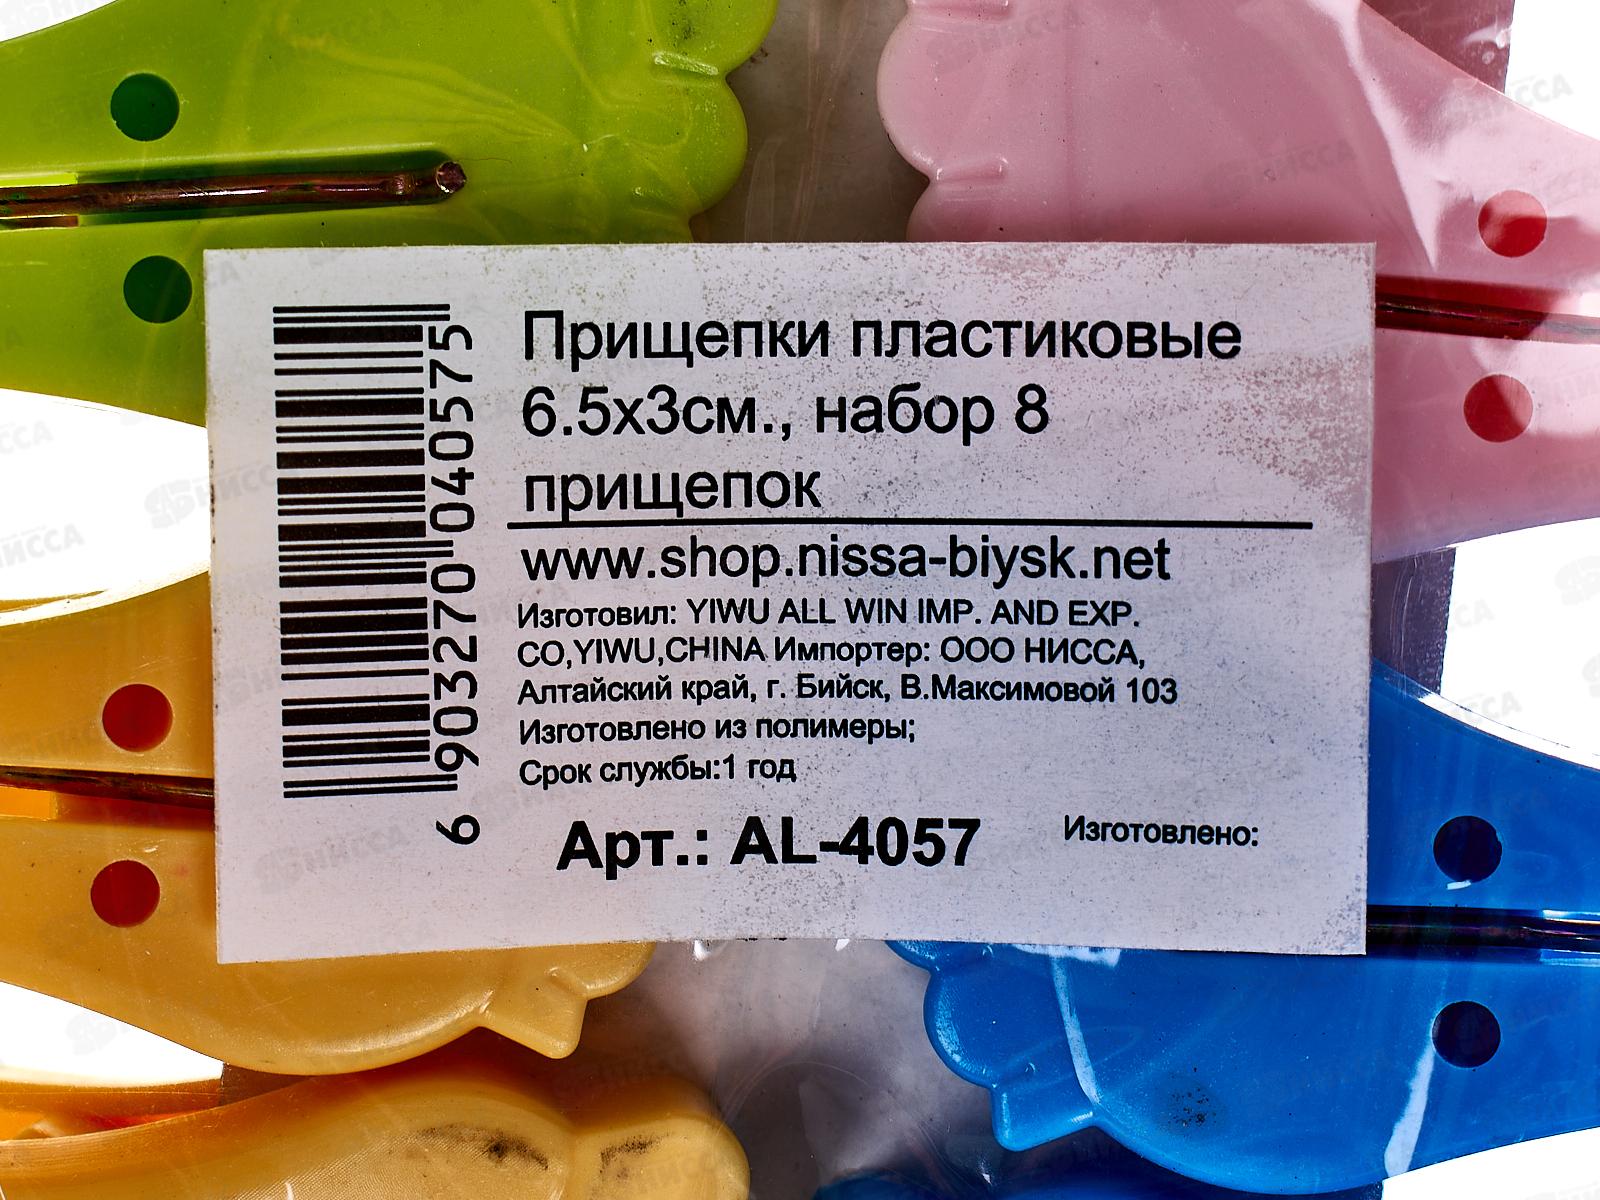 Прищепки пластиковые
6.5х3см., набор 8
прищепок
www.shop.nissa-biysk.net
Изготовил: YIWU ALL WIN IMP. AND EXP.
CO,YIWU,CHINA Импортер: ООО НИССА,
Алтайский край, г. Бийск, В.Максимовой 103
Изготовлено из полимеры;
Срок службы:1 год
Арт.: AL-4057
Изготовлено:
6 903270 040575
НИССА